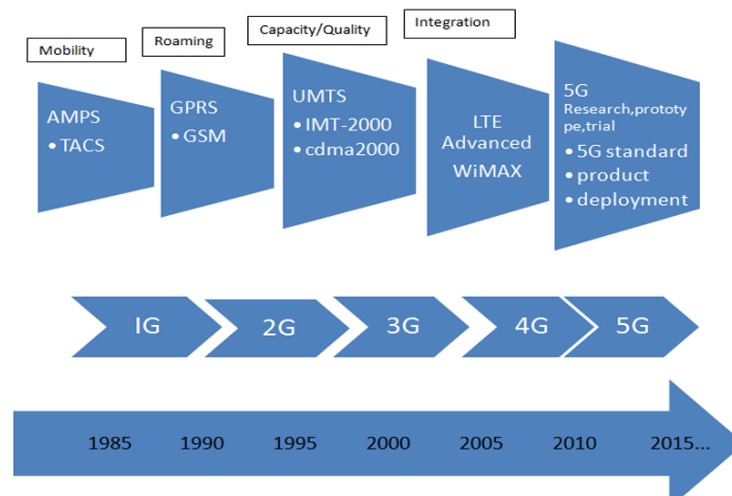 Mobility
Roaming
Capacity/Quality
Integration
AMPS
• TACS
GPRS
• GSM
UMTS
• IMT-2000
• cdma2000
LTE
Advanced
WiMAX
5G
Research,prototy
pe,trial
• 5G standard
• product
• deployment
IG
2G
3G
4G
5G
1985
1990
1995
2000
2005
2010
2015...